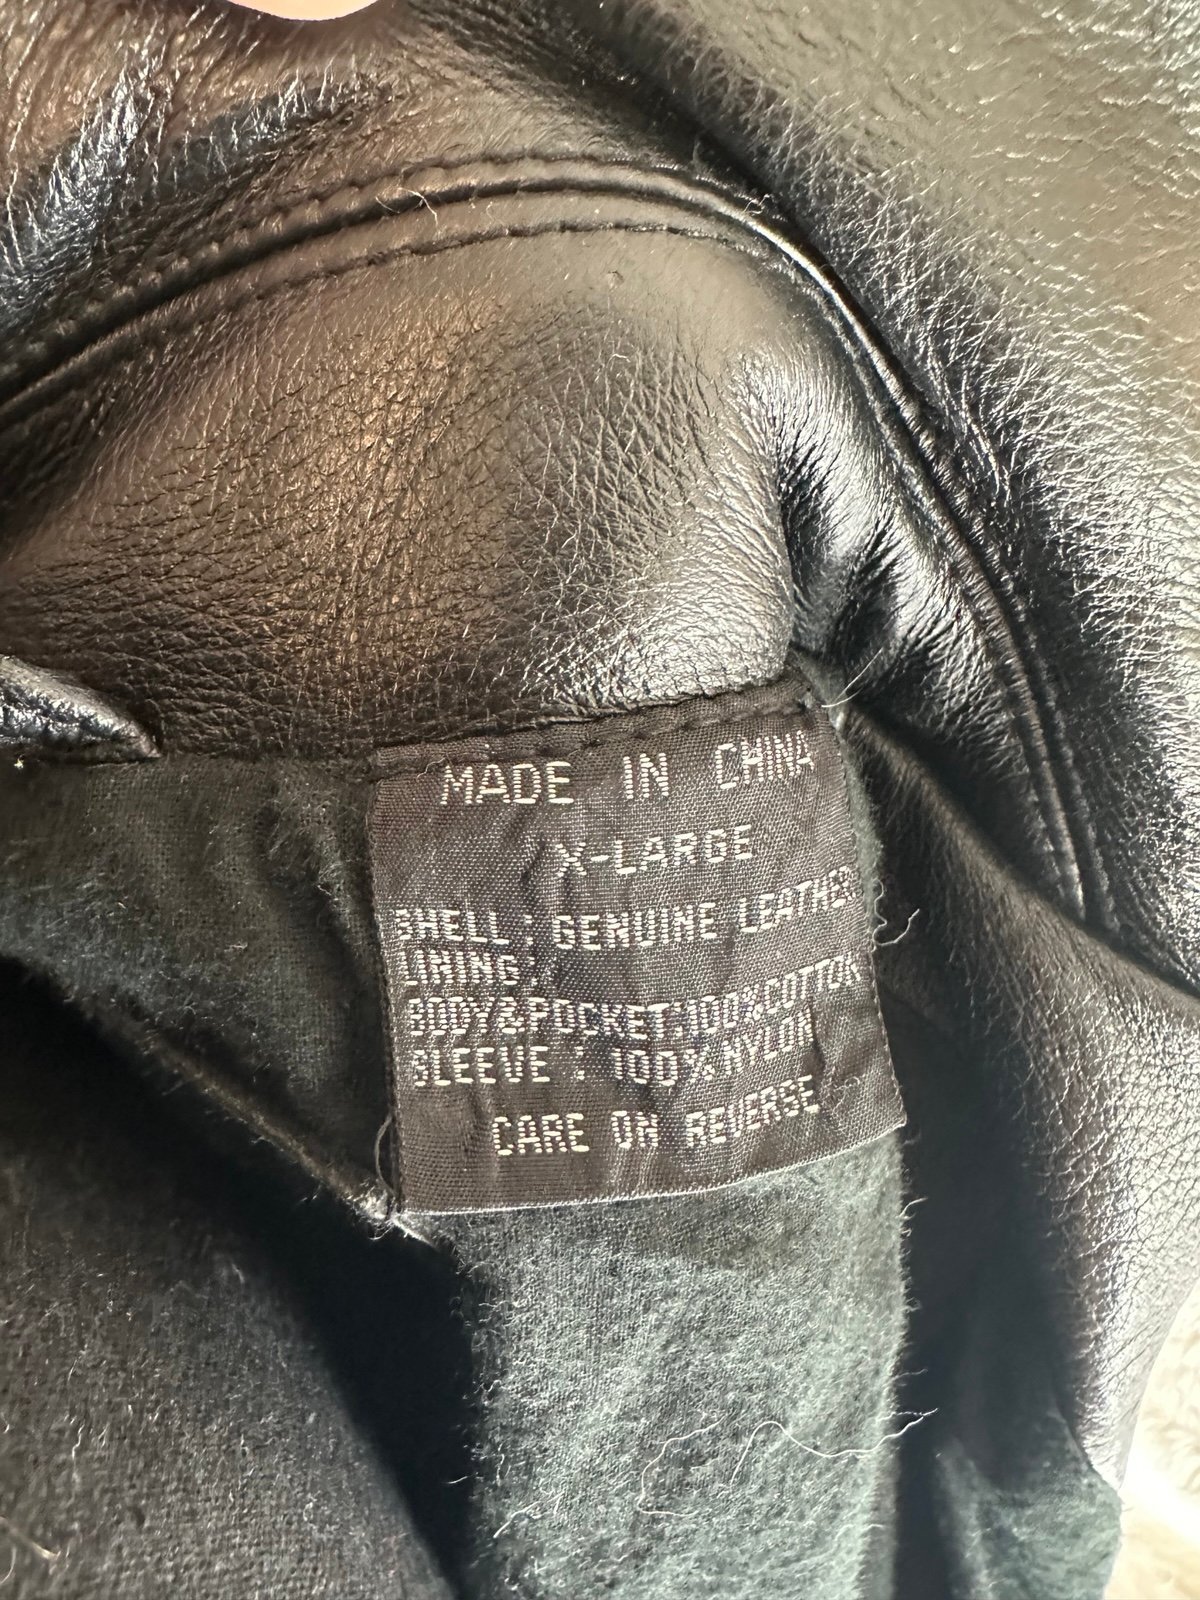 MADE IN CHINA
X-LARGE
SHELL : GENUINE LEATHER
LINING:
BODY&POCKET:100%COTTON
SLEEVE : 100% NYLON
CARE ON REVERSE